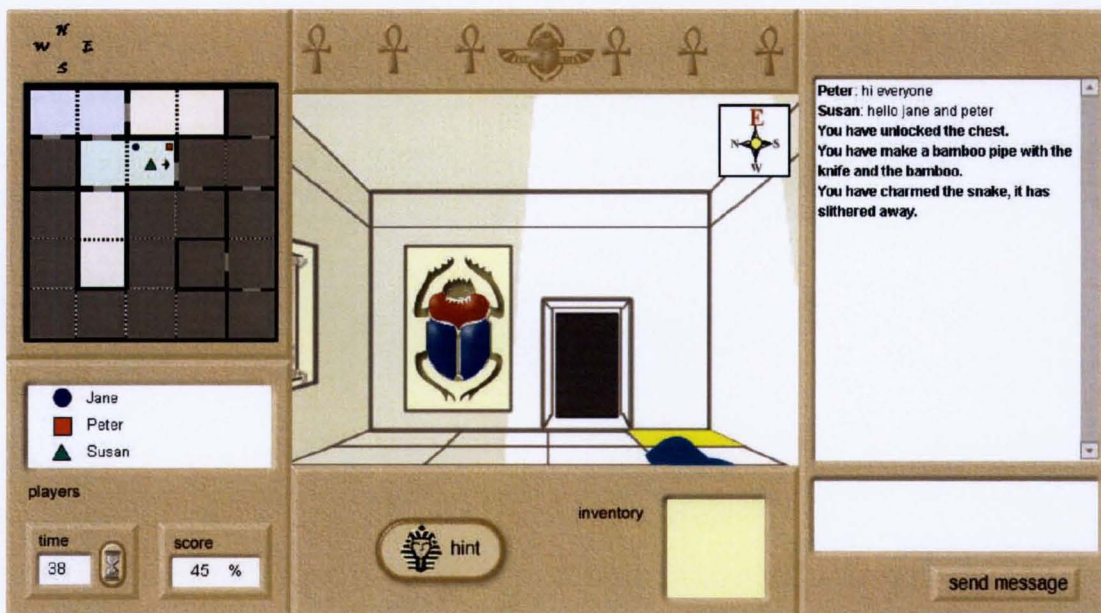 N
W E
S
Jane
Peter
Susan
players
time
38
score
45 %
E
N S
W
hint
inventory
Peter: hi everyone
Susan: hello jane and peter
You have unlocked the chest.
You have make a bamboo pipe with the
knife and the bamboo.
You have charmed the snake, it has
slithered away.
send message